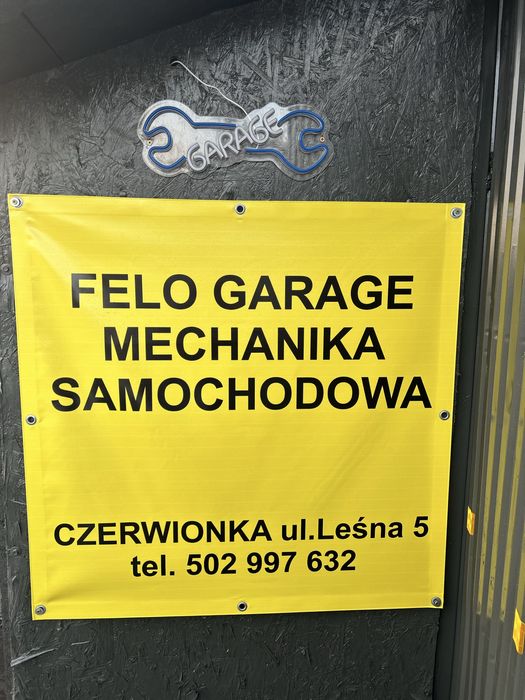 GARAGE
FELO GARAGE
MECHANIKA
SAMOCHODOWA
CZERWIONKA ul.Leśna 5
tel. 502 997 632